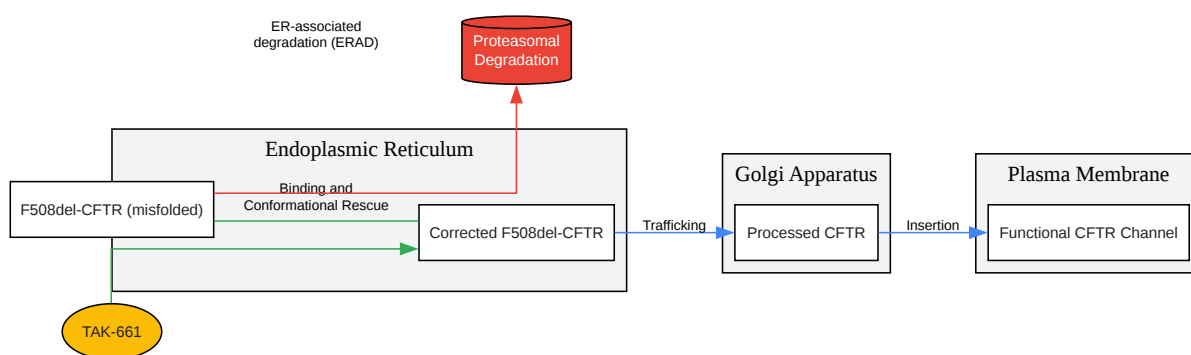 ER-associated
degradation (ERAD)
Proteasomal
Degradation
Endoplasmic Reticulum
F508del-CFTR (misfolded)
Binding and
Conformational Rescue
Corrected F508del-CFTR
Trafficking
Golgi Apparatus
Processed CFTR
Insertion
Plasma Membrane
Functional CFTR Channel
TAK-661